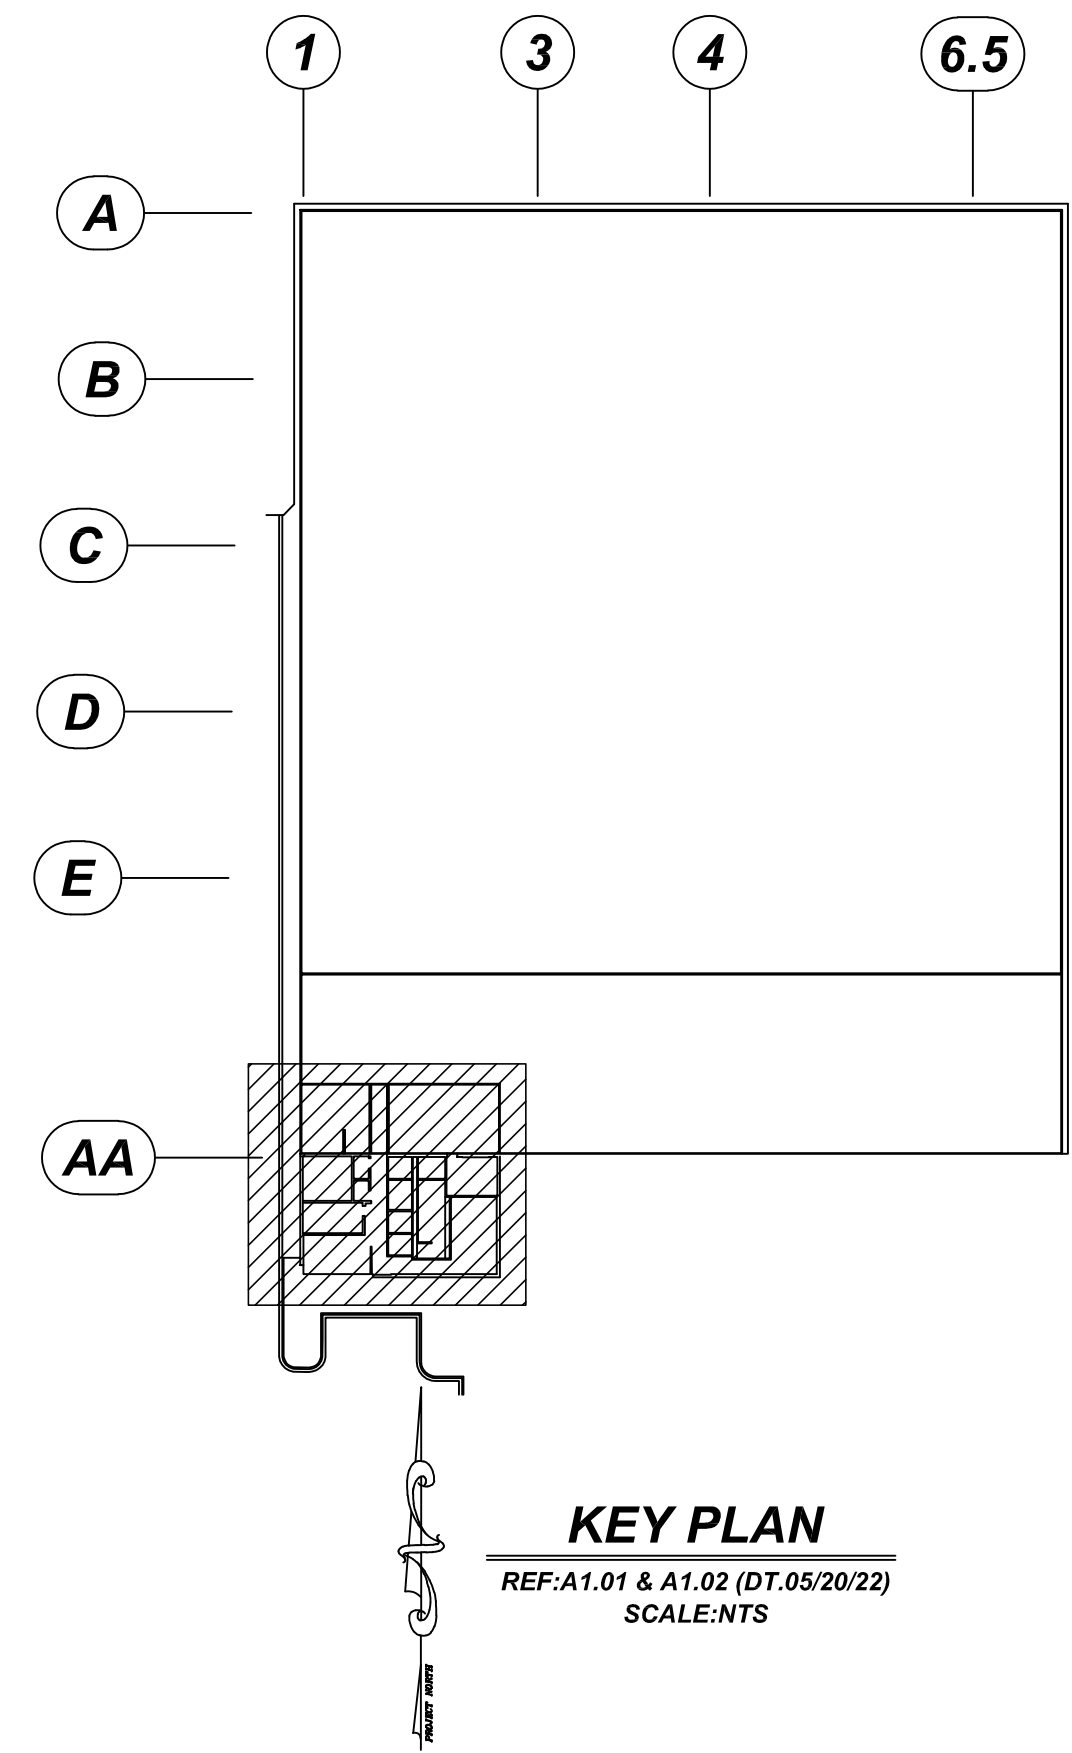 1
3
4
6.5
A
B
C
D
E
AA
KEY PLAN
REF:A1.01 & A1.02 (DT.05/20/22)
SCALE:NTS
PROJECT NORTH